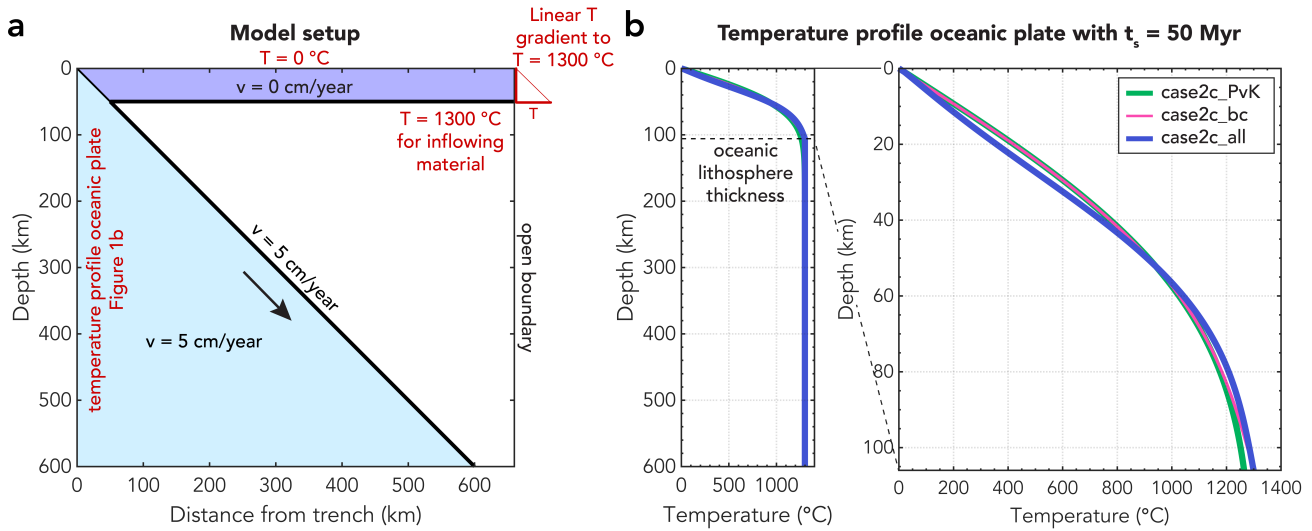 a
Model setup
T = 0 °C
Linear T
gradient to
T = 1300 °C
v = 0 cm/year
T
T = 1300 °C
for inflowing
material
temperature profile oceanic plate
Figure 1b
v = 5 cm/year
v = 5 cm/year
open boundary
0
100
200
300
400
500
600
Depth (km)
0 100 200 300 400 500 600
Distance from trench (km)
b
Temperature profile oceanic plate with ts = 50 Myr
0
100
200
300
400
500
600
Depth (km)
oceanic
lithosphere
thickness
0 500 1000
Temperature (°C)
case2c_PvK
case2c_bc
case2c_all
0
20
40
60
80
100
Depth (km)
0 200 400 600 800 1000 1200 1400
Temperature (°C)